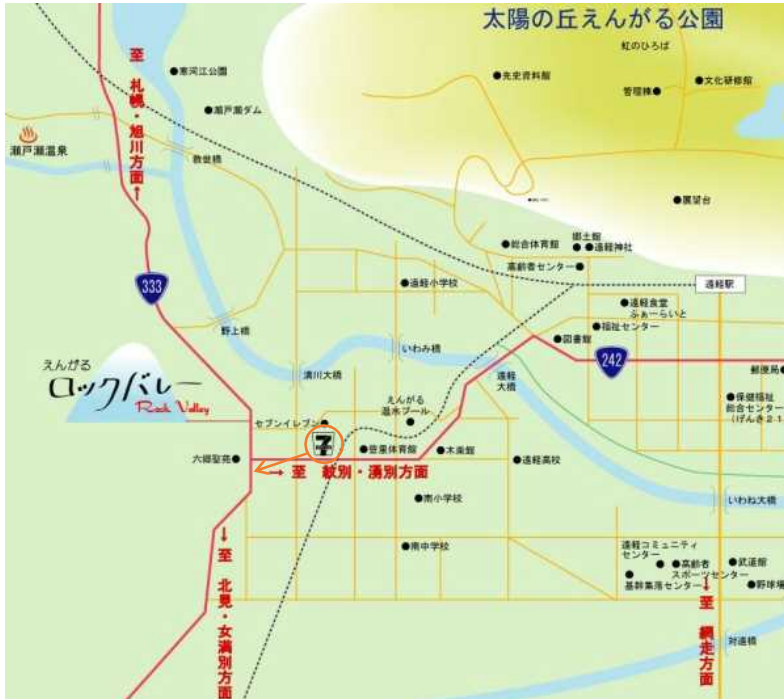 太陽の丘えんがる公園
虹のひろば
先史資料館
文化研修館
管理棟
寒河江公園
瀬戸瀬ダム
至 札幌・旭川方面→
瀬戸瀬温泉
展望台
郷土館
総合体育館
遠軽神社
高齢者センター
遠軽駅
遠軽小学校
333
遠軽食堂
ふぁーらいと
福祉センター
図書館
野上橋
いわみ橋
242
えんがる
ロックバレー
Rock Valley
清川大橋
遠軽
大橋
郵便局
えんがる
温水プール
保健福祉
総合センター
(げんき21)
セブンイレブン
7
六郷聖苑
木楽館
遠軽高校
→ 至 紋別・湧別方面
南小学校
いわね大橋
↓至 北見・女満別方面
南中学校
遠軽コミュニティ
センター
高齢者
スポーツセンター
武道館
基幹集落センター
野球場
↓至 網走方面